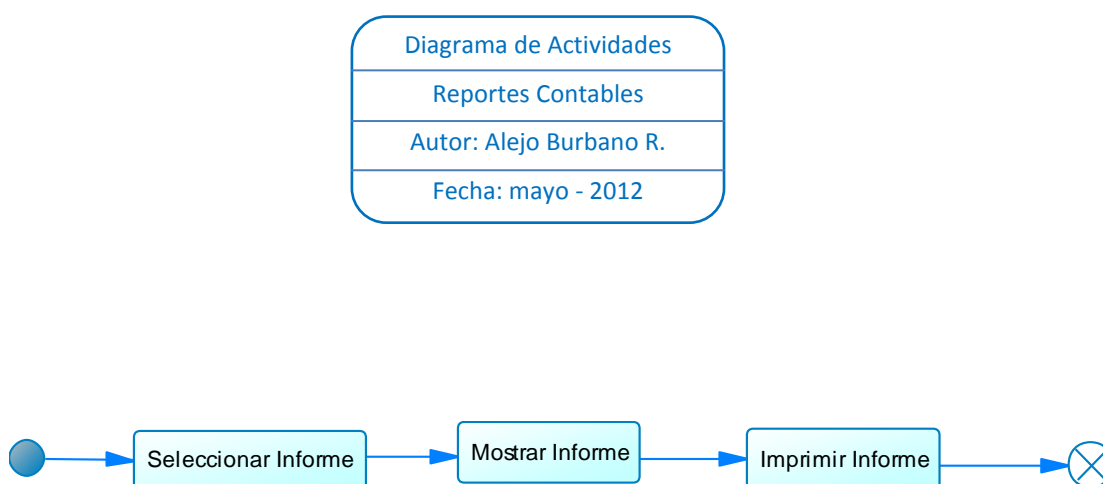 Diagrama de Actividades
Reportes Contables
Autor: Alejo Burbano R.
Fecha: mayo - 2012
Seleccionar Informe
Mostrar Informe
Imprimir Informe